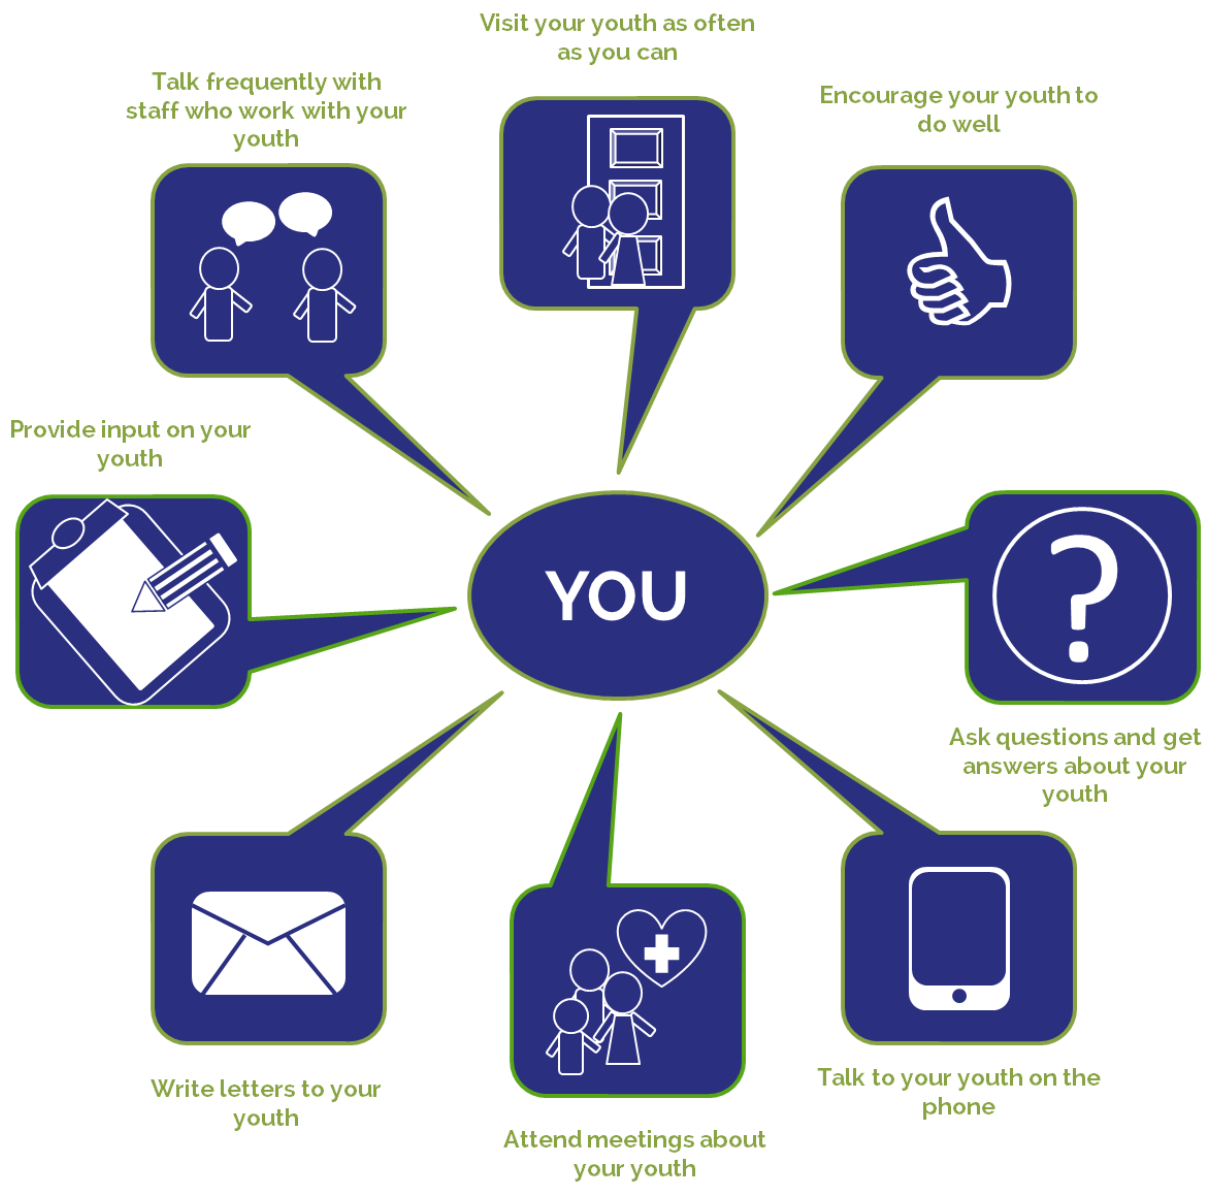 Visit your youth as often
as you can
Talk frequently with
staff who work with your
youth
Encourage your youth to
do well
Provide input on your
youth
?
YOU
Ask questions and get
answers about your
youth
Write letters to your
youth
Talk to your youth on the
phone
Attend meetings about
your youth